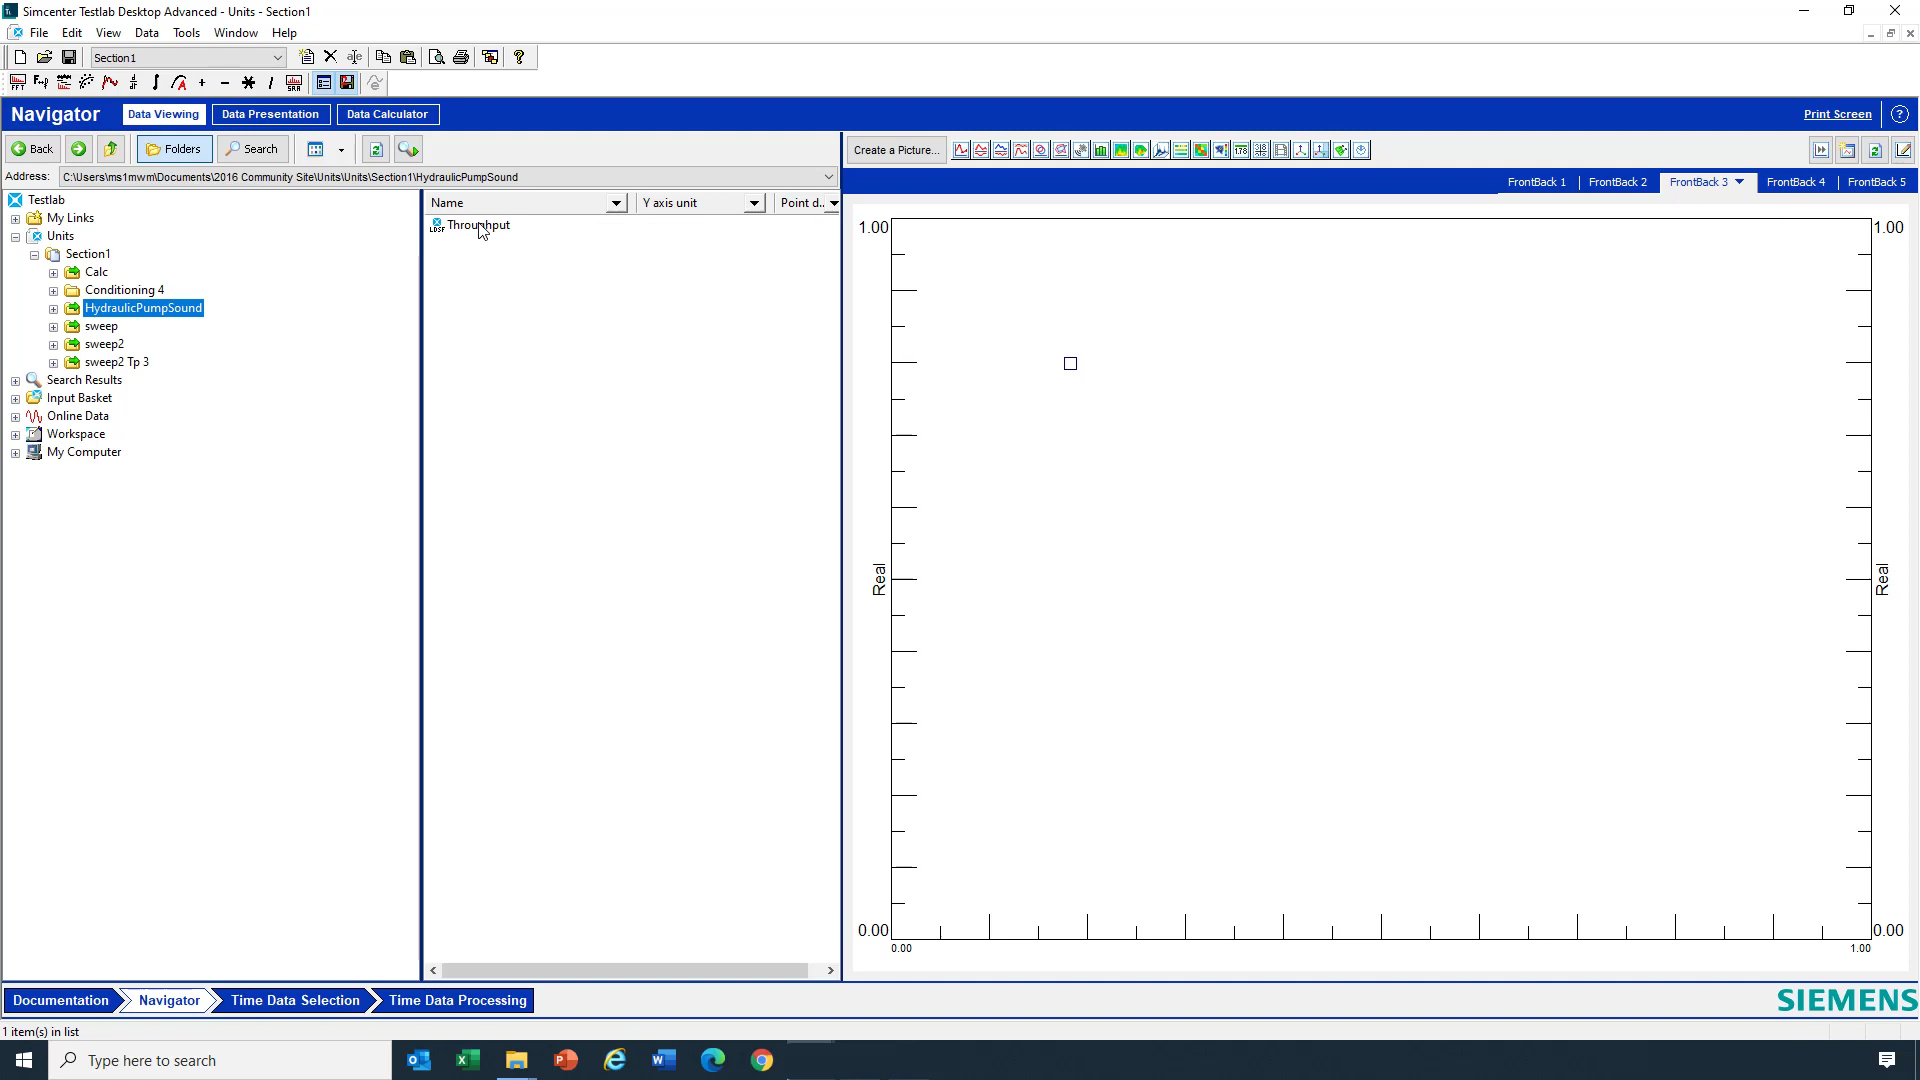 Simcenter Testlab Desktop Advanced - Units - Section1
File Edit View Data Tools Window Help
Section1
Navigator Data Viewing Data Presentation Data Calculator Print Screen
Back Folders Search Create a Picture...
Address: C:\Users\ms1mwm\Documents\2016 Community Site\Units\Units\Section1\HydraulicPumpSound
FrontBack 1 FrontBack 2 FrontBack 3 FrontBack 4 FrontBack 5
Testlab
My Links
Units
Section1
Calc
Conditioning 4
HydraulicPumpSound
sweep
sweep2
sweep2 Tp 3
Search Results
Input Basket
Online Data
Workspace
My Computer
Name Y axis unit Point d..
Throughput
1.00 1.00
Real Real
0.00 0.00
0.00 1.00
Documentation Navigator Time Data Selection Time Data Processing
SIEMENS
1 item(s) in list
Type here to search